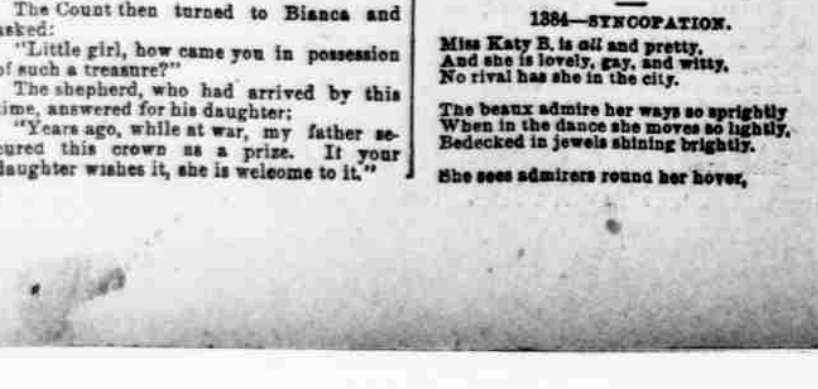 The Count then turned to Bianca and
asked:
"Little girl, how came you in possession
of such a treasure?"
The shepherd, who had arrived by this
time, answered for his daughter:
"Years ago, while at war, my father se-
cured this crown as a prize. If your
daughter wishes it, she is welcome to it."
1384—SYNCOPATION.
Miss Katy B. is all and pretty,
And she is lovely, gay, and witty,
No rival has she in the city.
The beaux admire her ways so sprightly
When in the dance she moves so lightly,
Bedecked in jewels shining brightly.
She sees admirers round her hover,